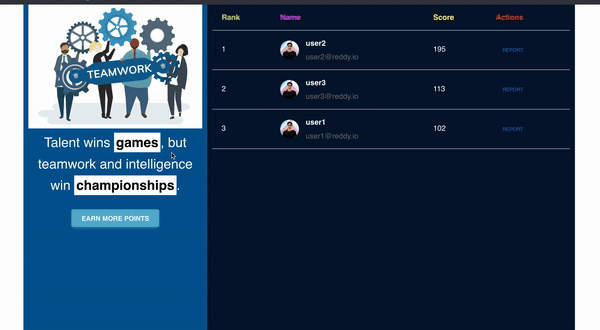 TEAMWORK
Talent wins games, but
teamwork and intelligence
win championships.
EARN MORE POINTS
Rank Name Score Actions
1 user2 195 REPORT
user2@reddy.io
2 user3 113 REPORT
user3@reddy.io
3 user1 102 REPORT
user1@reddy.io